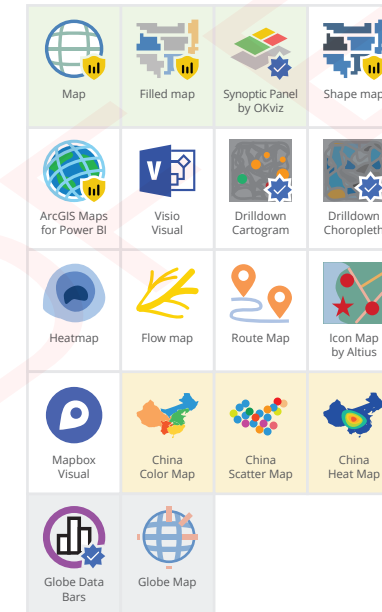 Map
Filled map
Synoptic Panel
by OKviz
Shape map
ArcGIS Maps
for Power BI
V
Visio
Visual
Drilldown
Cartogram
Drilldown
Choropleth
Heatmap
Flow map
Route Map
Icon Map
by Altius
Mapbox
Visual
China
Color Map
China
Scatter Map
China
Heat Map
Globe Data
Bars
Globe Map